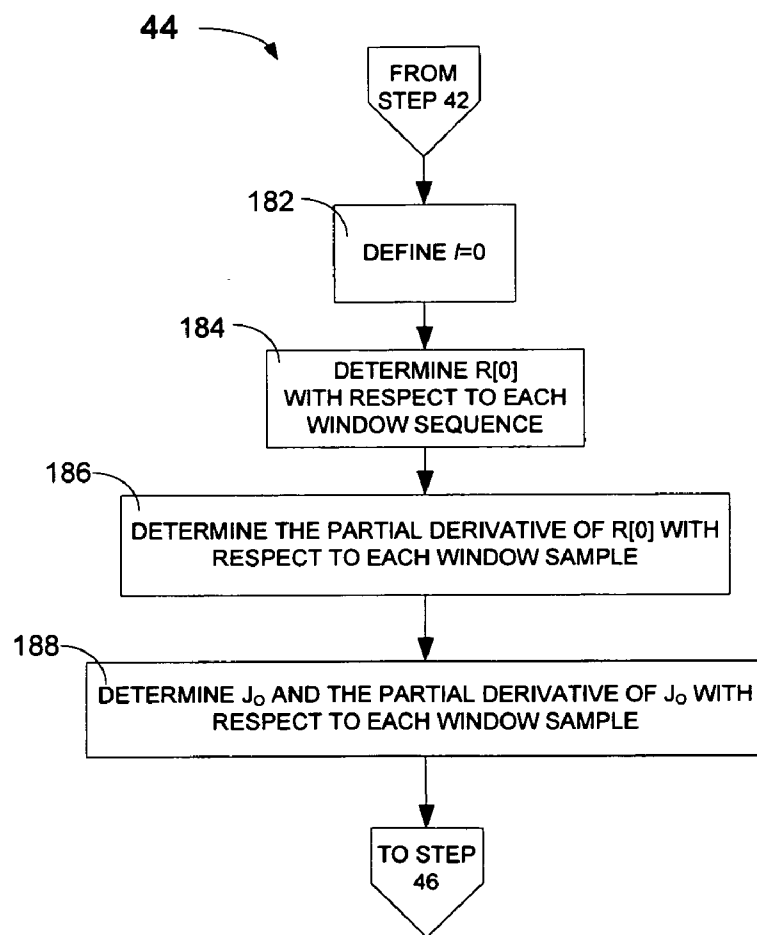 44
FROM
STEP 42
182
DEFINE l=0
184
DETERMINE R[0]
WITH RESPECT TO EACH
WINDOW SEQUENCE
186
DETERMINE THE PARTIAL DERIVATIVE OF R[0] WITH
RESPECT TO EACH WINDOW SAMPLE
188
DETERMINE J₀ AND THE PARTIAL DERIVATIVE OF J₀ WITH
RESPECT TO EACH WINDOW SAMPLE
TO STEP
46